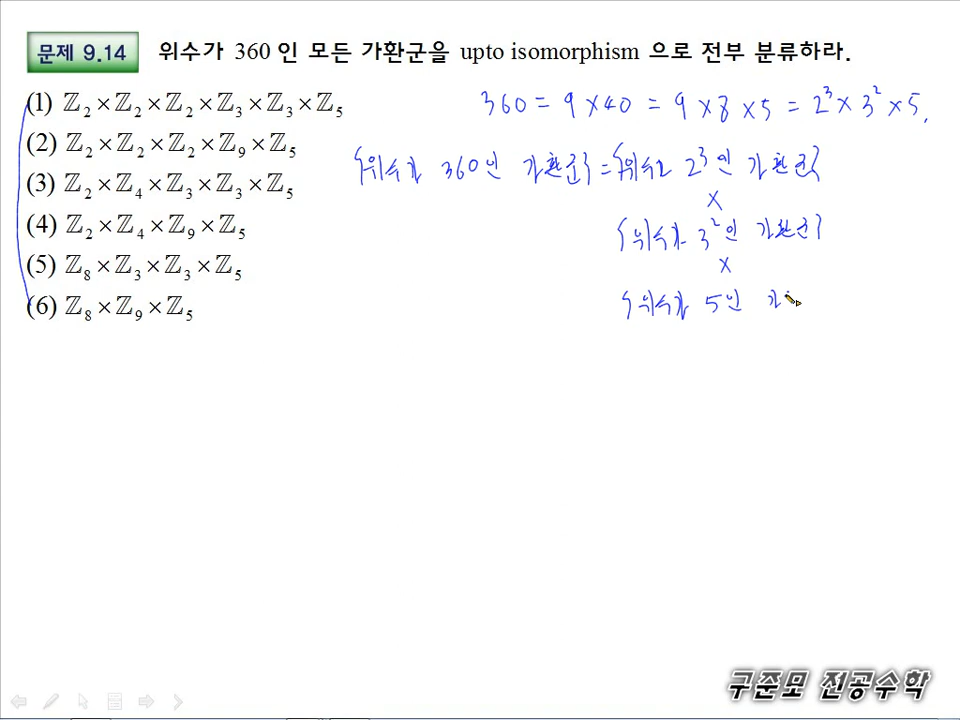 문제 9.14 위수가 360 인 모든 가환군을 upto isomorphism 으로 전부 분류하라.
(1) ℤ₂×ℤ₂×ℤ₂×ℤ₃×ℤ₃×ℤ₅
(2) ℤ₂×ℤ₂×ℤ₂×ℤ₉×ℤ₅
(3) ℤ₂×ℤ₄×ℤ₃×ℤ₃×ℤ₅
(4) ℤ₂×ℤ₄×ℤ₉×ℤ₅
(5) ℤ₈×ℤ₃×ℤ₃×ℤ₅
(6) ℤ₈×ℤ₉×ℤ₅
360 = 9 × 40 = 9 × 8 × 5 = 2³ × 3² × 5.
{위수가 360인 가환군} = {위수가 2³인 가환군}
×
{위수가 3²인 가환군}
×
{위수가 5인 가
구준모 전공수학